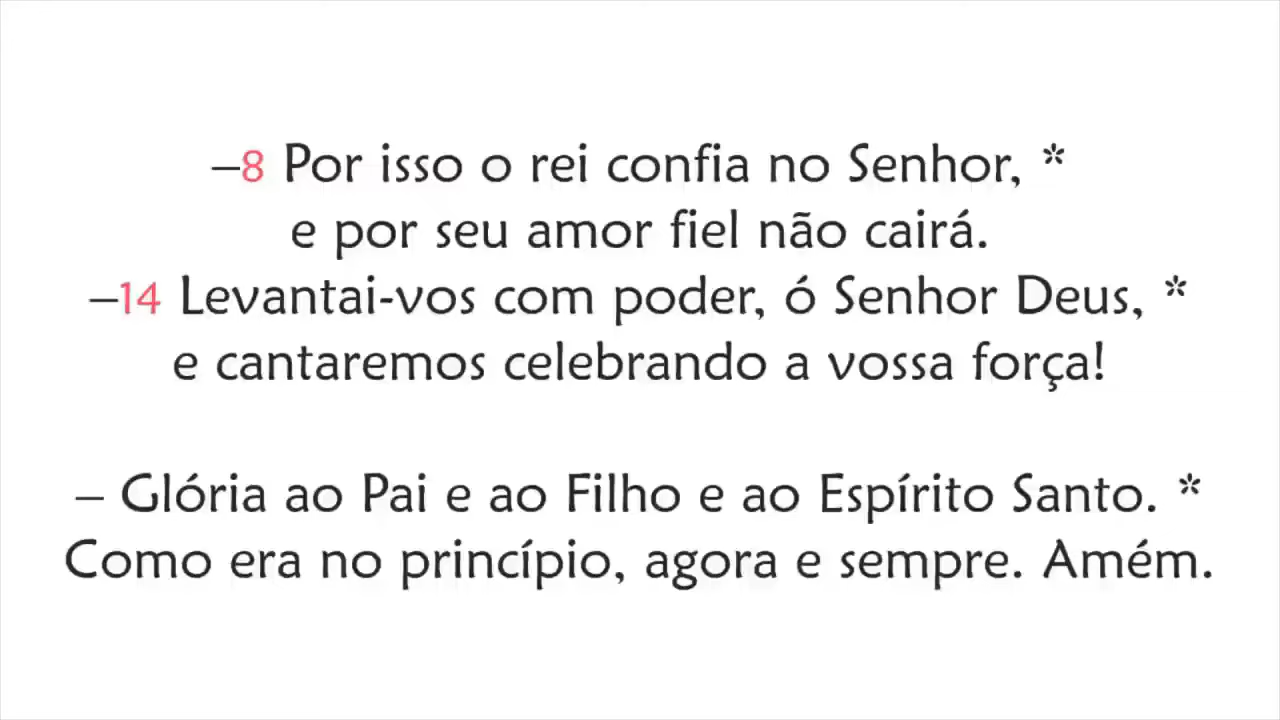 –8 Por isso o rei confia no Senhor, *
e por seu amor fiel não cairá.
–14 Levantai-vos com poder, ó Senhor Deus, *
e cantaremos celebrando a vossa força!
– Glória ao Pai e ao Filho e ao Espírito Santo. *
Como era no princípio, agora e sempre. Amém.